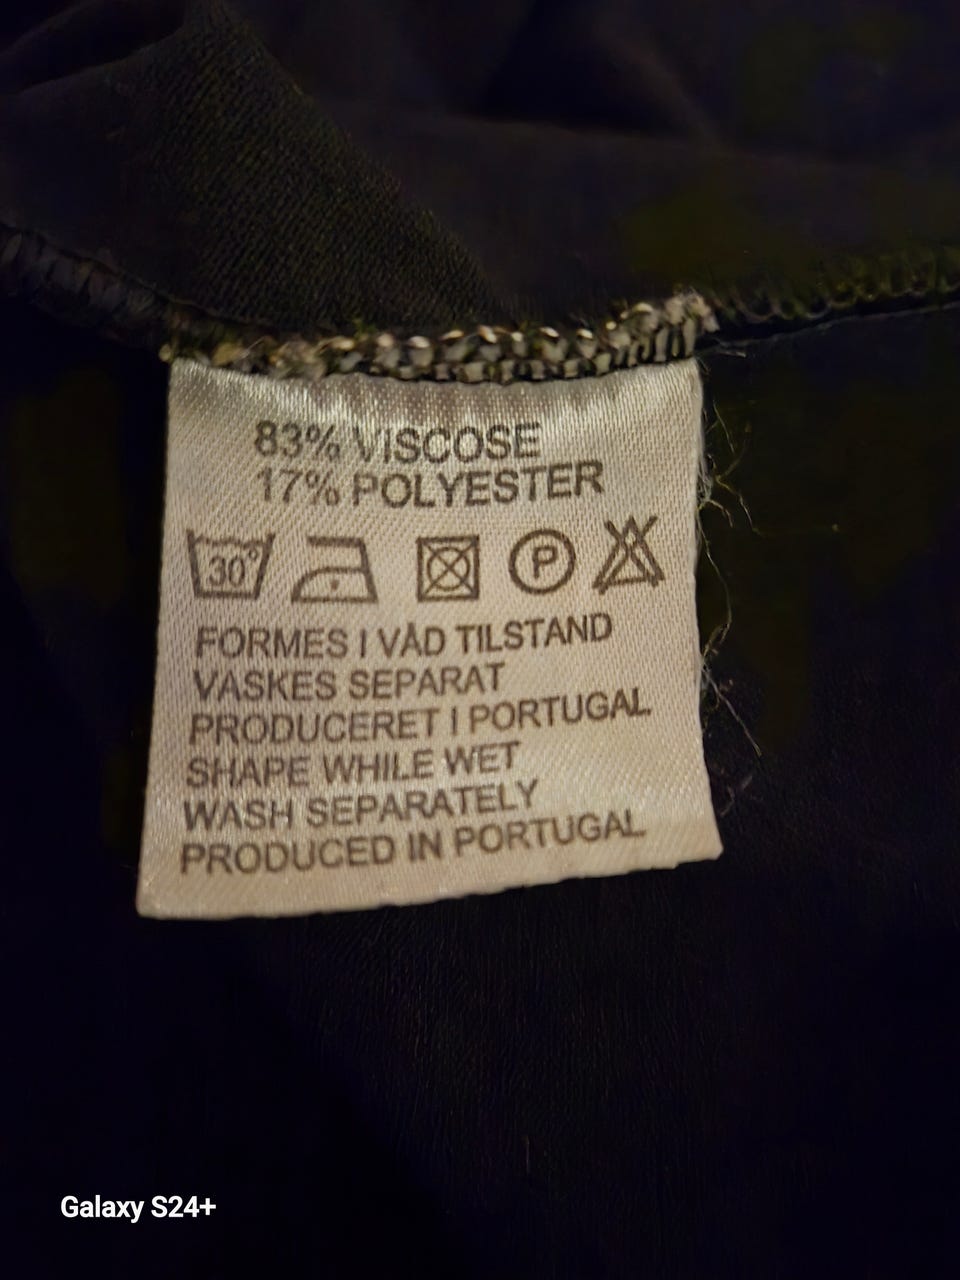 83% VISCOSE
17% POLYESTER
30° P
FORMES I VÅD TILSTAND
VASKES SEPARAT
PRODUCERET I PORTUGAL
SHAPE WHILE WET
WASH SEPARATELY
PRODUCED IN PORTUGAL
Galaxy S24+